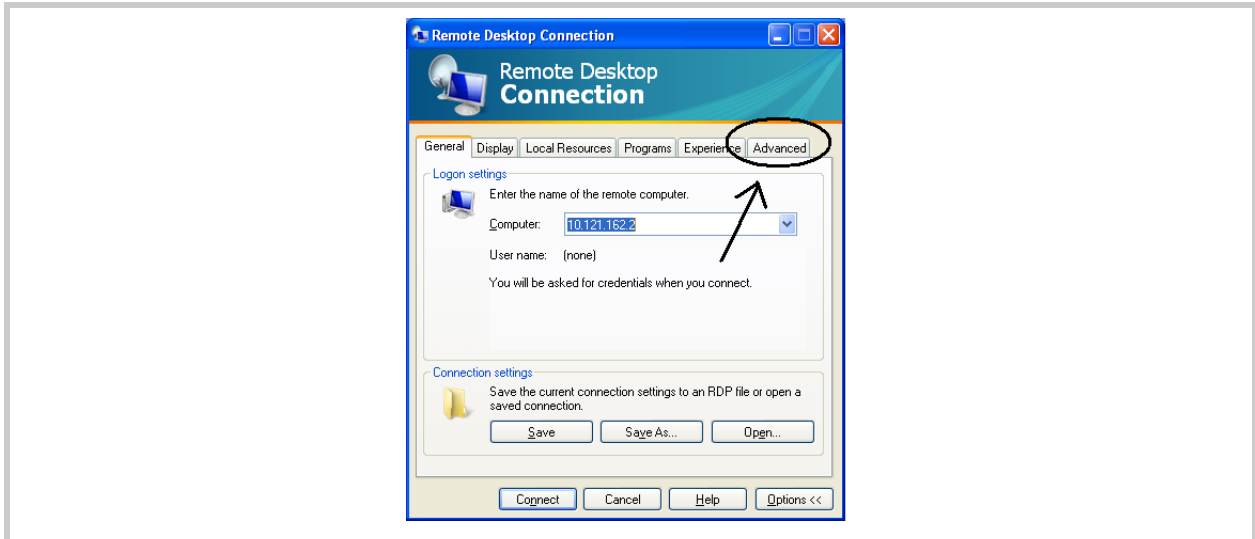 Remote Desktop Connection
Remote Desktop
Connection
General Display Local Resources Programs Experience Advanced
Logon settings
Enter the name of the remote computer.
Computer: 10.121.162.2
User name: (none)
You will be asked for credentials when you connect.
Connection settings
Save the current connection settings to an RDP file or open a
saved connection.
Save Save As... Open...
Connect Cancel Help Options <<